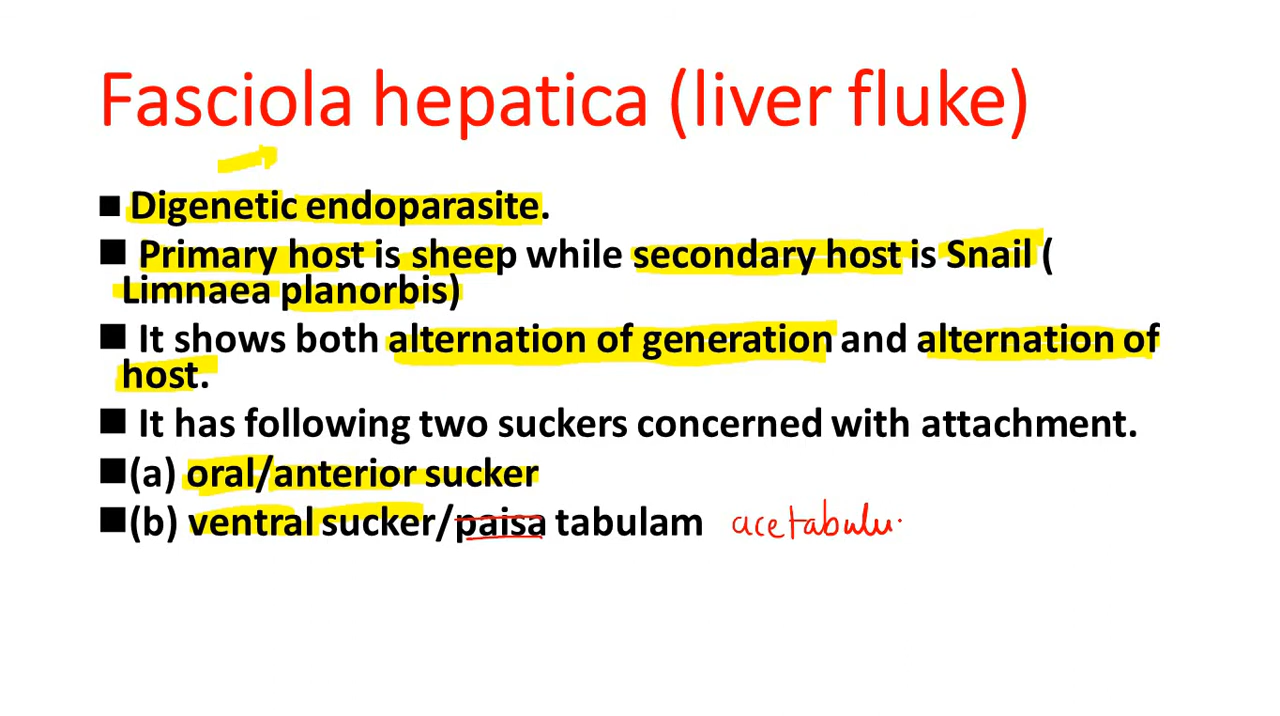 Fasciola hepatica (liver fluke)
■ Digenetic endoparasite.
■ Primary host is sheep while secondary host is Snail (
Limnaea planorbis)
■ It shows both alternation of generation and alternation of
host.
■ It has following two suckers concerned with attachment.
■(a) oral/anterior sucker
■(b) ventral sucker/paisa tabulam acetabulu